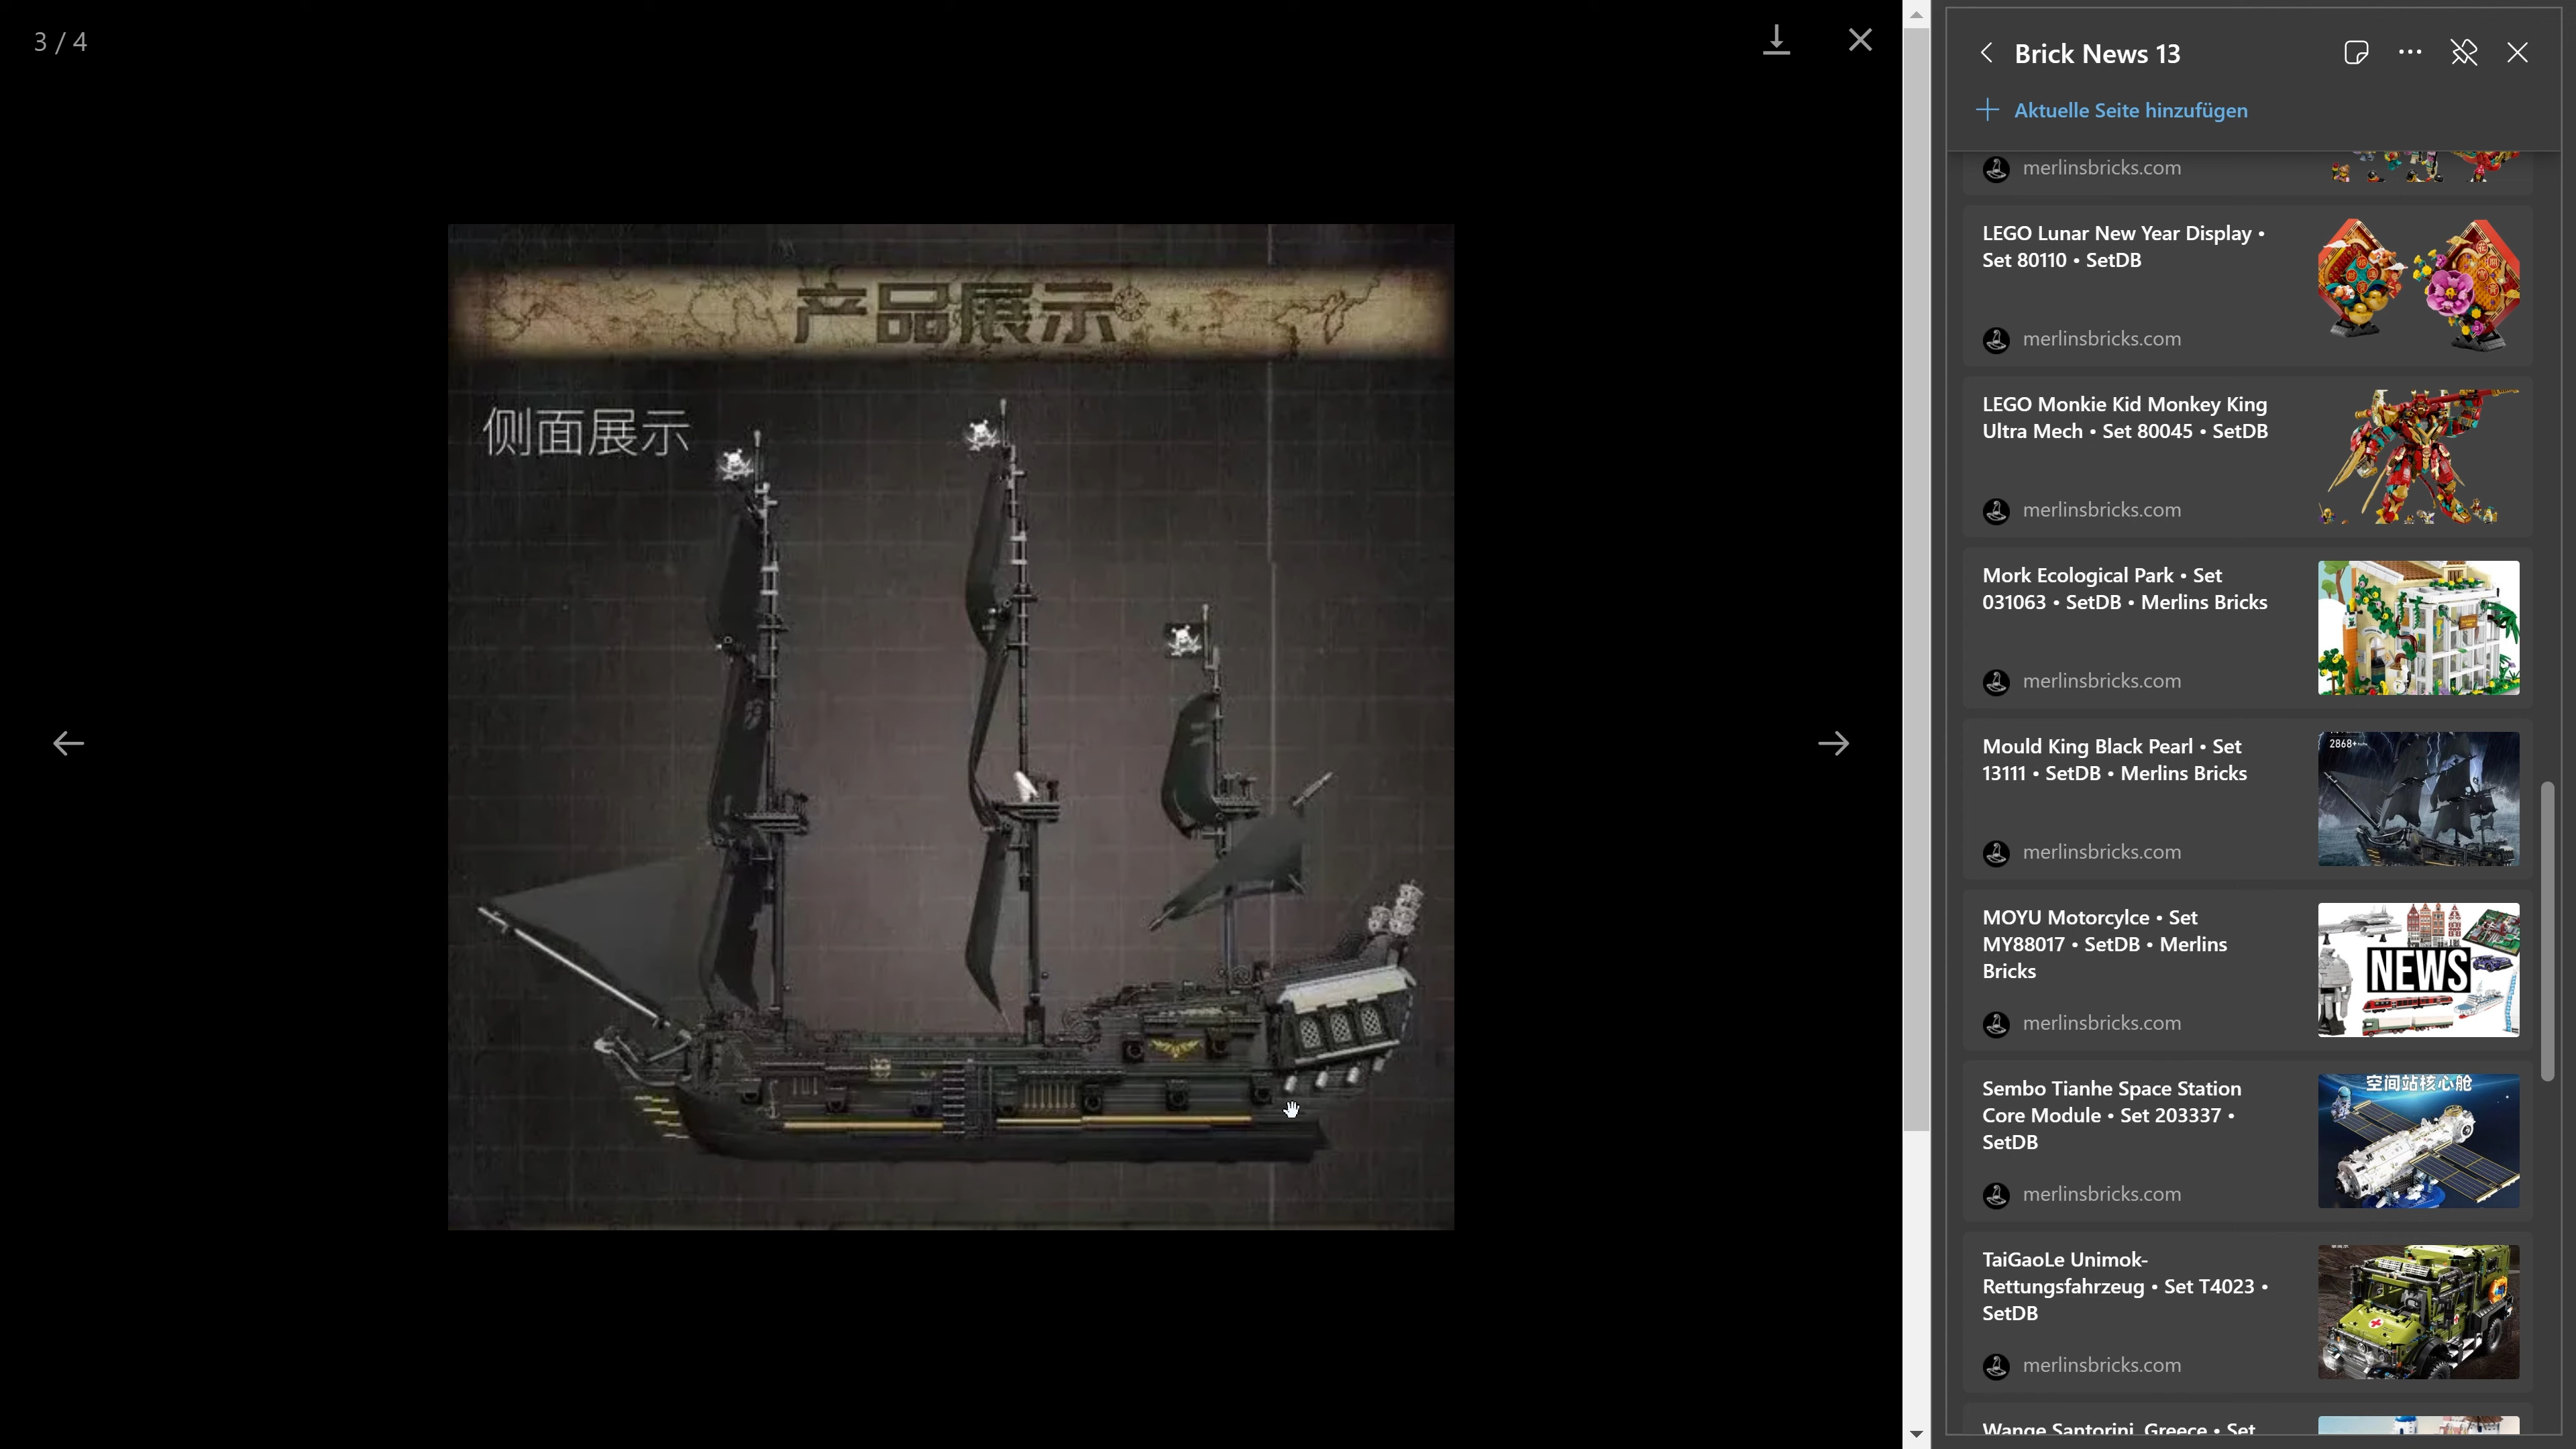 3 / 4
产品展示
侧面展示
Brick News 13
Aktuelle Seite hinzufügen
merlinsbricks.com
LEGO Lunar New Year Display •
Set 80110 • SetDB
merlinsbricks.com
LEGO Monkie Kid Monkey King
Ultra Mech • Set 80045 • SetDB
merlinsbricks.com
Mork Ecological Park • Set
031063 • SetDB • Merlins Bricks
merlinsbricks.com
Mould King Black Pearl • Set
13111 • SetDB • Merlins Bricks
2868+
merlinsbricks.com
MOYU Motorcylce • Set
MY88017 • SetDB • Merlins
Bricks
NEWS
merlinsbricks.com
Sembo Tianhe Space Station
Core Module • Set 203337 •
SetDB
空间站核心舱
merlinsbricks.com
TaiGaoLe Unimok-
Rettungsfahrzeug • Set T4023 •
SetDB
merlinsbricks.com
Wange Santorini, Greece • Set